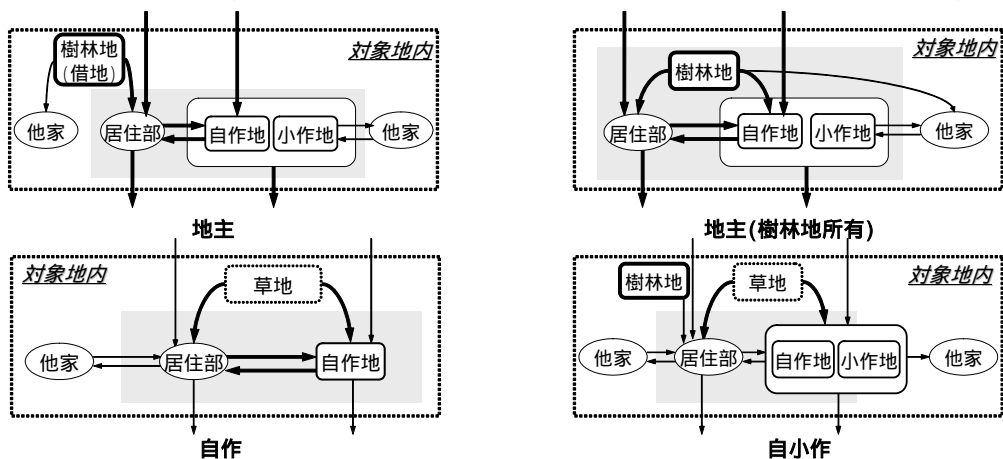 対象地内
樹林地
(借地)
他家
居住部
自作地
小作地
他家
地主
対象地内
樹林地
居住部
自作地
小作地
他家
地主(樹林地所有)
対象地内
草地
他家
居住部
自作地
自作
対象地内
樹林地
草地
他家
居住部
自作地
小作地
他家
自小作